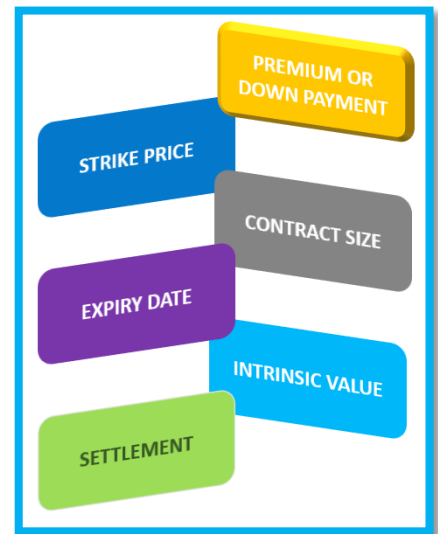 PREMIUM OR
DOWN PAYMENT
STRIKE PRICE
CONTRACT SIZE
EXPIRY DATE
INTRINSIC VALUE
SETTLEMENT